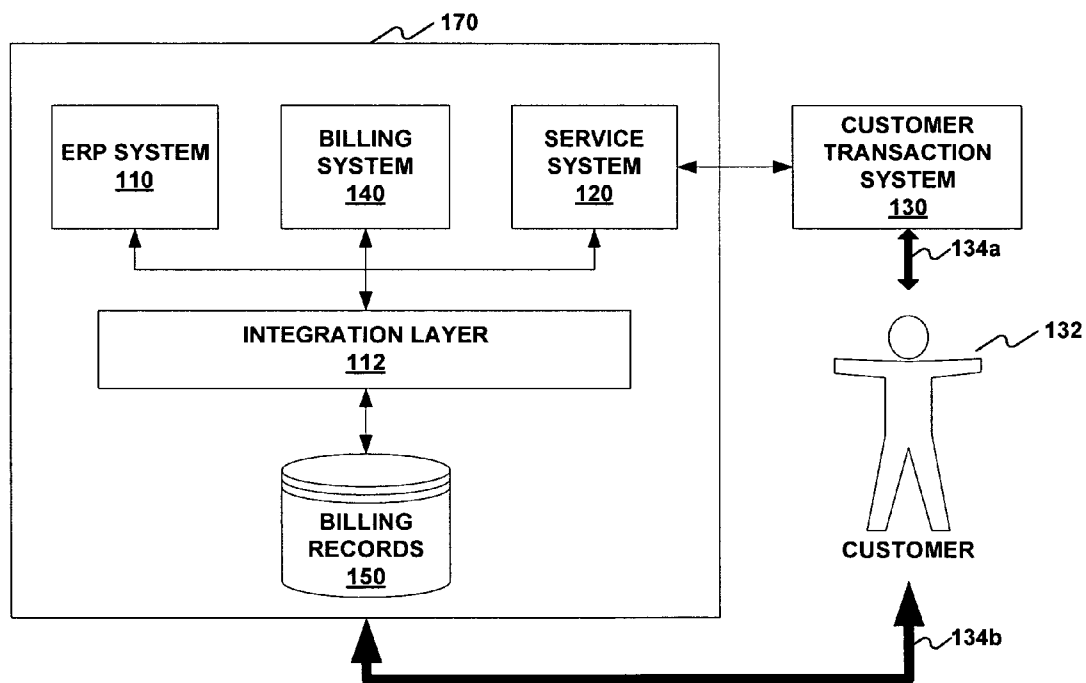 170
ERP SYSTEM
110
BILLING
SYSTEM
140
SERVICE
SYSTEM
120
CUSTOMER
TRANSACTION
SYSTEM
130
134a
INTEGRATION LAYER
112
132
BILLING
RECORDS
150
CUSTOMER
134b